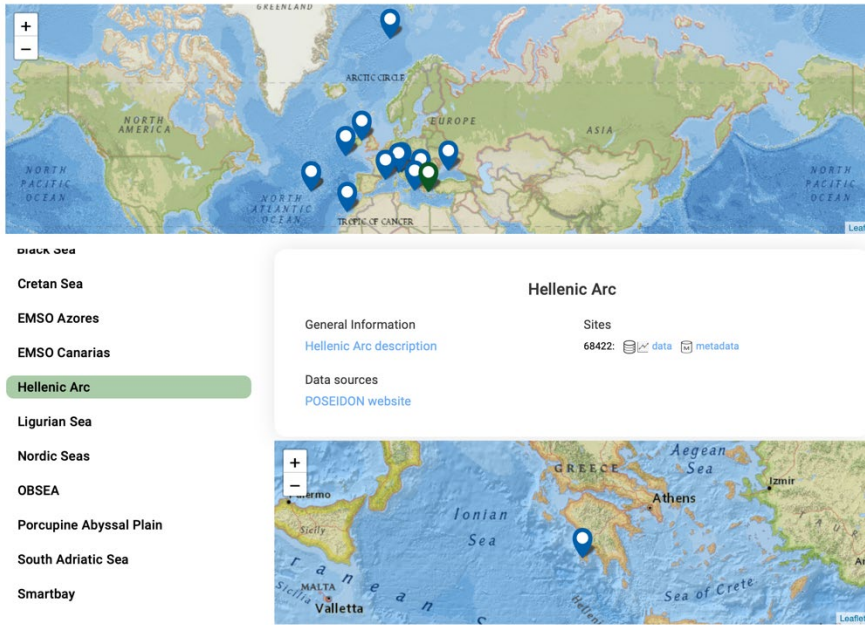 +
−
GREENLAND
ARCTIC CIRCLE
NORTH
AMERICA
EUROPE
ASIA
NORTH
PACIFIC
OCEAN
NORTH
ATLANTIC
OCEAN
NORTH
PACIFIC
OCEAN
TROPIC OF CANCER
Leaf
Black Sea
Cretan Sea
EMSO Azores
EMSO Canarias
Hellenic Arc
Ligurian Sea
Nordic Seas
OBSEA
Porcupine Abyssal Plain
South Adriatic Sea
Smartbay
Hellenic Arc
General Information
Hellenic Arc description
Data sources
POSEIDON website
Sites
68422: data M metadata
+
−
GREECE
Aegean
Sea
Izmir
Athens
Ionian
Sea
Sicily
MALTA
Valletta
Sea of Crete
Helleni
Leaflet